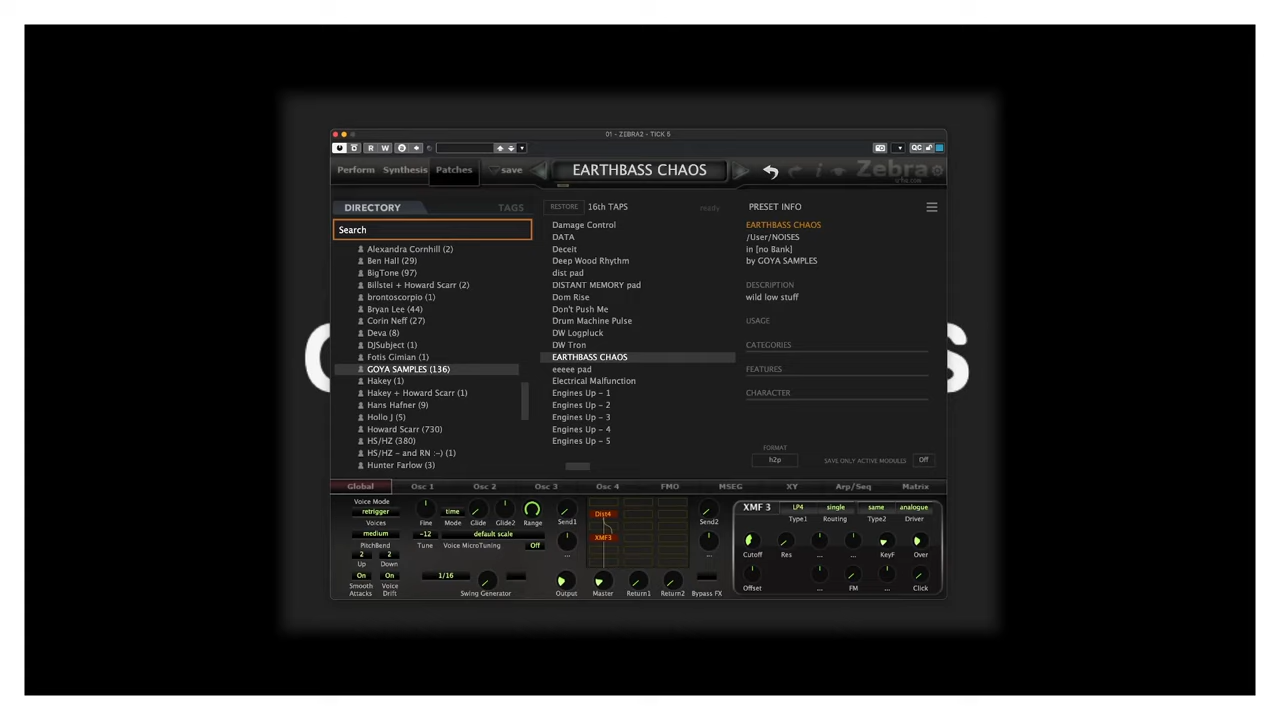 01 - ZEBRA2 - TICK 5
R W QC
Perform Synthesis Patches save EARTHBASS CHAOS Zebra
u-he.com
DIRECTORY TAGS
Search
Alexandra Cornhill (2)
Ben Hall (29)
BigTone (97)
Billstei + Howard Scarr (2)
brontoscorpio (1)
Bryan Lee (44)
Corin Neff (27)
Deva (8)
DJSubject (1)
Fotis Gimian (1)
GOYA SAMPLES (136)
Hakey (1)
Hakey + Howard Scarr (1)
Hans Hafner (9)
Hollo J (5)
Howard Scarr (730)
HS/HZ (380)
HS/HZ - and RN :-) (1)
Hunter Farlow (3)
RESTORE 16th TAPS ready
Damage Control
DATA
Deceit
Deep Wood Rhythm
dist pad
DISTANT MEMORY pad
Dom Rise
Don't Push Me
Drum Machine Pulse
DW Logpluck
DW Tron
EARTHBASS CHAOS
eeeee pad
Electrical Malfunction
Engines Up - 1
Engines Up - 2
Engines Up - 3
Engines Up - 4
Engines Up - 5
PRESET INFO
EARTHBASS CHAOS
/User/NOISES
in [no Bank]
by GOYA SAMPLES
DESCRIPTION
wild low stuff
USAGE
CATEGORIES
FEATURES
CHARACTER
FORMAT
h2p SAVE ONLY ACTIVE MODULES Off
Global Osc 1 Osc 2 Osc 3 Osc 4 FMO MSEG XY Arp/Seq Matrix
Voice Mode
retrigger
Voices
medium
PitchBend
2 2
Up Down
On On
Smooth Attacks Voice Drift
Fine
time
Mode Glide Glide2 Range
-12 default scale
Tune Voice MicroTuning Off
1/16
Swing Generator
Send1
...
Output Master Return1 Return2 Bypass FX
Dist4
XMF3
Send2
...
XMF 3 LP4 single same analogue
Type1 Routing Type2 Driver
Cutoff Res ... ... KeyF Over
Offset ... FM ... Click